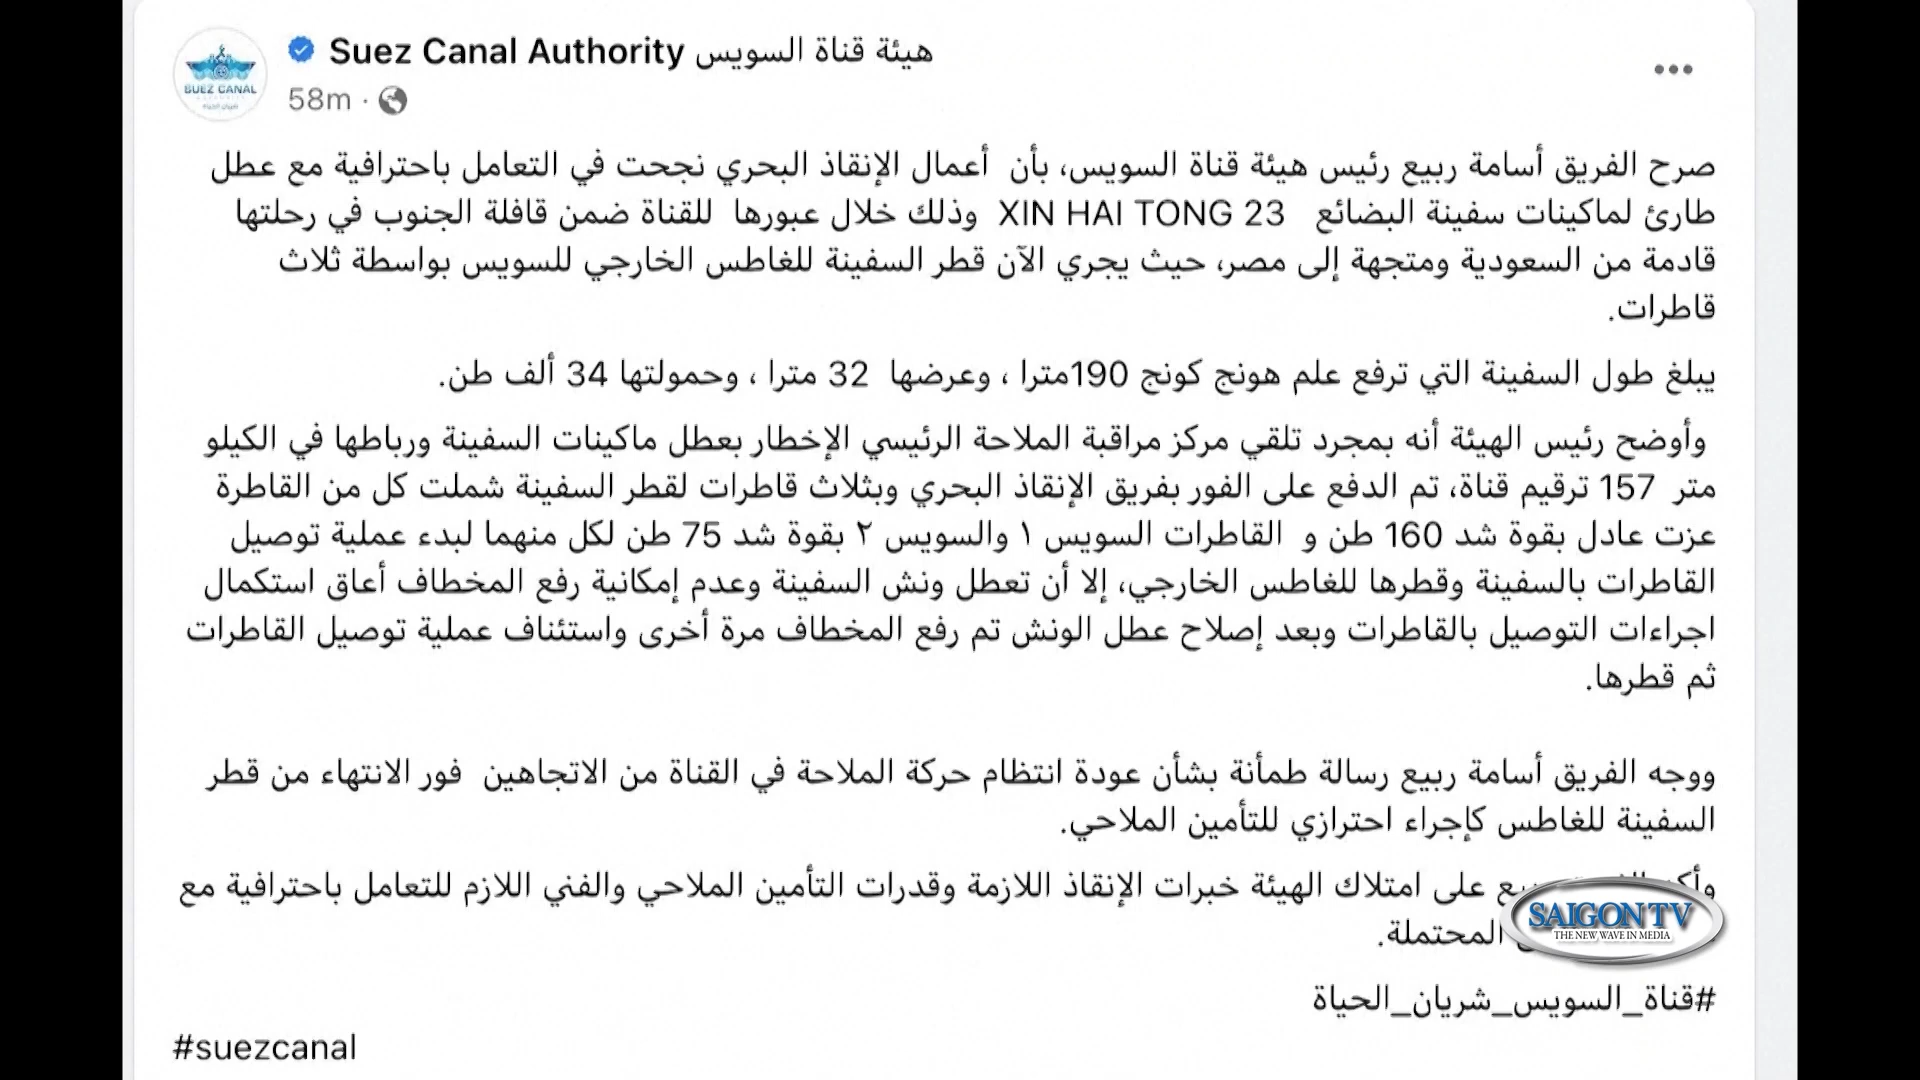 Suez Canal Authority هيئة قناة السويس
58m ·
SUEZ CANAL
صرح الفريق أسامة ربيع رئيس هيئة قناة السويس، بأن أعمال الإنقاذ البحري نجحت في التعامل باحترافية مع عطل
طارئ لماكينات سفينة البضائع XIN HAI TONG 23 وذلك خلال عبورها للقناة ضمن قافلة الجنوب في رحلتها
قادمة من السعودية ومتجهة إلى مصر، حيث يجري الآن قطر السفينة للغاطس الخارجي للسويس بواسطة ثلاث
قاطرات.
يبلغ طول السفينة التي ترفع علم هونج كونج 190مترا ، وعرضها 32 مترا ، وحمولتها 34 ألف طن.
وأوضح رئيس الهيئة أنه بمجرد تلقي مركز مراقبة الملاحة الرئيسي الإخطار بعطل ماكينات السفينة ورباطها في الكيلو
متر 157 ترقيم قناة، تم الدفع على الفور بفريق الإنقاذ البحري وبثلاث قاطرات لقطر السفينة شملت كل من القاطرة
عزت عادل بقوة شد 160 طن و القاطرات السويس ١ والسويس ٢ بقوة شد 75 طن لكل منهما لبدء عملية توصيل
القاطرات بالسفينة وقطرها للغاطس الخارجي، إلا أن تعطل ونش السفينة وعدم إمكانية رفع المخطاف أعاق استكمال
اجراءات التوصيل بالقاطرات وبعد إصلاح عطل الونش تم رفع المخطاف مرة أخرى واستئناف عملية توصيل القاطرات
ثم قطرها.
ووجه الفريق أسامة ربيع رسالة طمأنة بشأن عودة انتظام حركة الملاحة في القناة من الاتجاهين فور الانتهاء من قطر
السفينة للغاطس كإجراء احترازي للتأمين الملاحي.
على امتلاك الهيئة خبرات الإنقاذ اللازمة وقدرات التأمين الملاحي والفني اللازم للتعامل باحترافية مع
المحتملة.
SAIGON TV
THE NEW WAVE IN MEDIA
#قناة_السويس_شريان_الحياة
#suezcanal